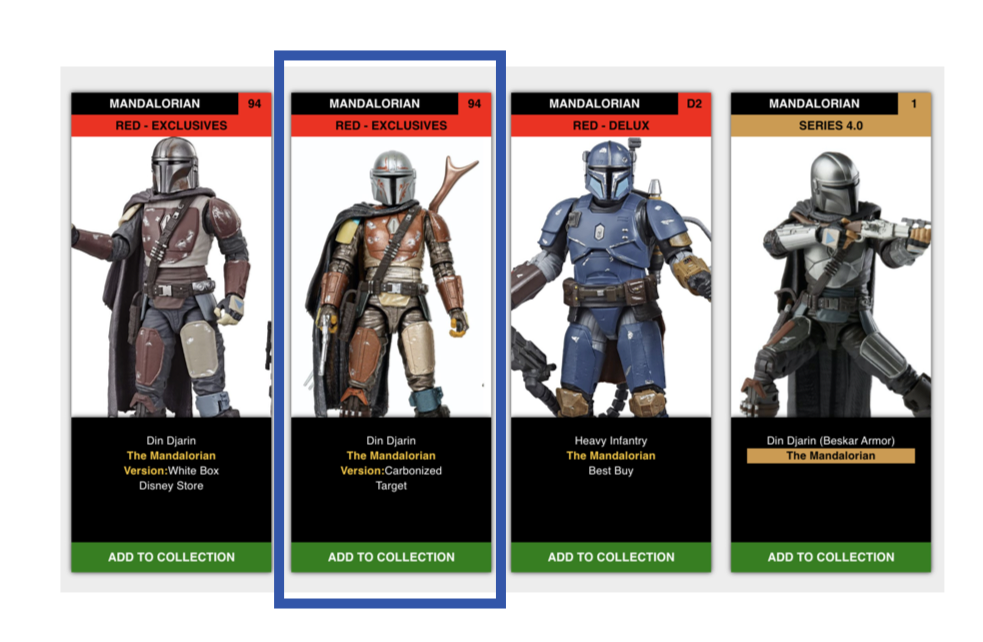 MANDALORIAN 94
RED - EXCLUSIVES
Din Djarin
The Mandalorian
Version:White Box
Disney Store
ADD TO COLLECTION
MANDALORIAN 94
RED - EXCLUSIVES
Din Djarin
The Mandalorian
Version:Carbonized
Target
ADD TO COLLECTION
MANDALORIAN D2
RED - DELUX
Heavy Infantry
The Mandalorian
Best Buy
ADD TO COLLECTION
MANDALORIAN 1
SERIES 4.0
Din Djarin (Beskar Armor)
The Mandalorian
ADD TO COLLECTION